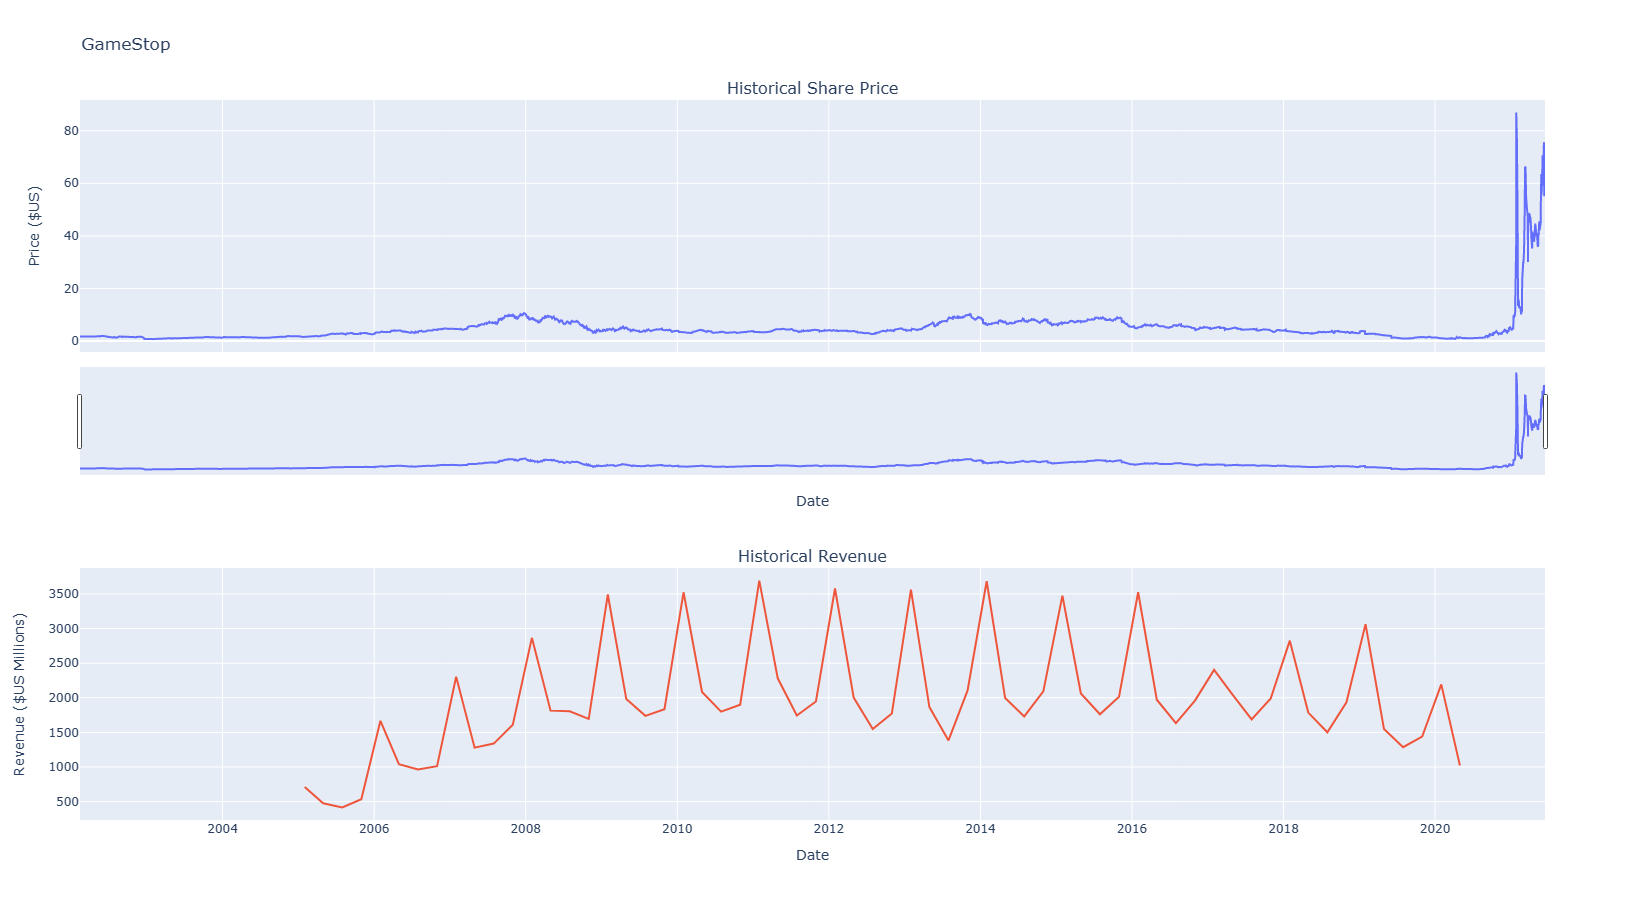 GameStop
Historical Share Price
80
60
40
20
0
Price ($US)
Date
Historical Revenue
3500
3000
2500
2000
1500
1000
500
Revenue ($US Millions)
2004 2006 2008 2010 2012 2014 2016 2018 2020
Date